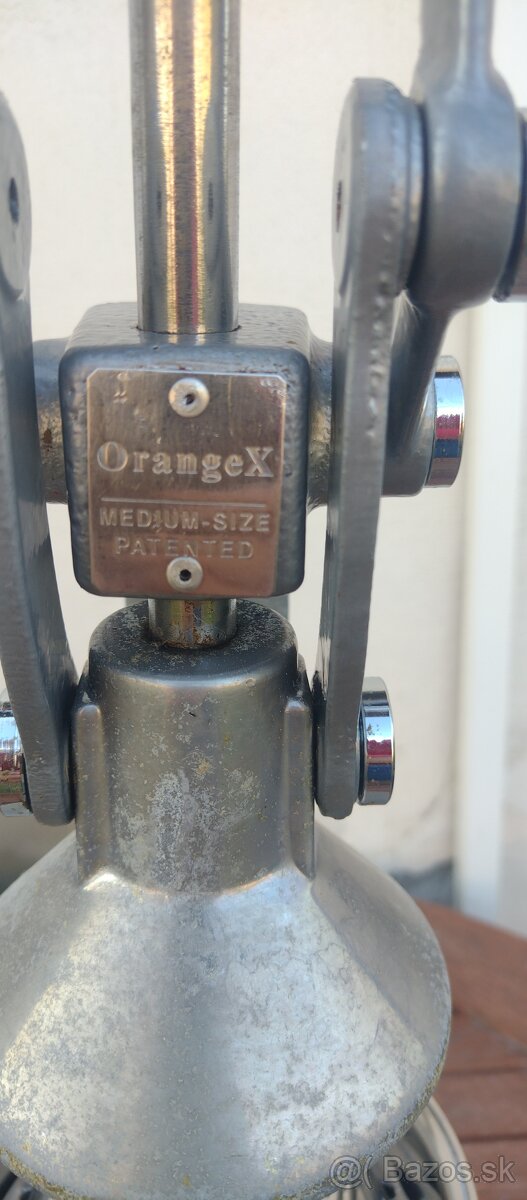 OrangeX
MEDIUM-SIZE
PATENTED
@( Bazos.sk